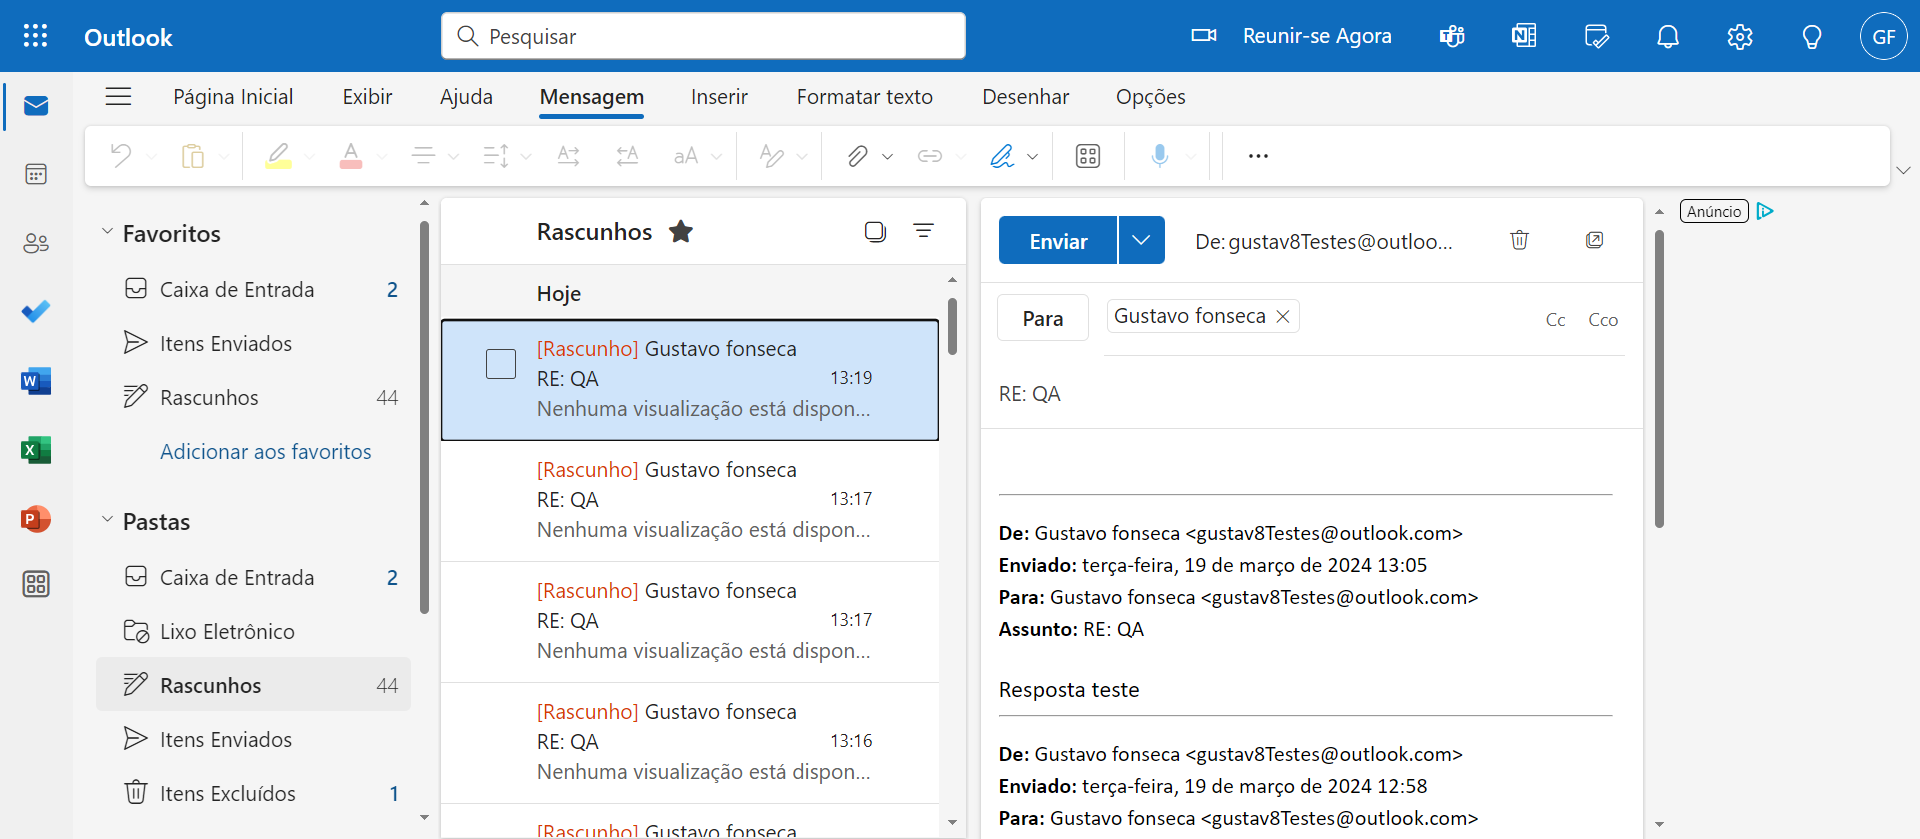 Outlook
Pesquisar
Reunir-se Agora
GF
Página Inicial
Exibir
Ajuda
Mensagem
Inserir
Formatar texto
Desenhar
Opções
Favoritos
Caixa de Entrada 2
Itens Enviados
Rascunhos 44
Adicionar aos favoritos
Pastas
Caixa de Entrada 2
Lixo Eletrônico
Rascunhos 44
Itens Enviados
Itens Excluídos 1
Rascunhos
Hoje
[Rascunho] Gustavo fonseca
RE: QA 13:19
Nenhuma visualização está dispon...
[Rascunho] Gustavo fonseca
RE: QA 13:17
Nenhuma visualização está dispon...
[Rascunho] Gustavo fonseca
RE: QA 13:17
Nenhuma visualização está dispon...
[Rascunho] Gustavo fonseca
RE: QA 13:16
Nenhuma visualização está dispon...
[Rascunho] Gustavo fonseca
Enviar
De: gustav8Testes@outloo...
Para
Gustavo fonseca
Cc Cco
RE: QA
De: Gustavo fonseca <gustav8Testes@outlook.com>
Enviado: terça-feira, 19 de março de 2024 13:05
Para: Gustavo fonseca <gustav8Testes@outlook.com>
Assunto: RE: QA
Resposta teste
De: Gustavo fonseca <gustav8Testes@outlook.com>
Enviado: terça-feira, 19 de março de 2024 12:58
Para: Gustavo fonseca <gustav8Testes@outlook.com>
Anúncio